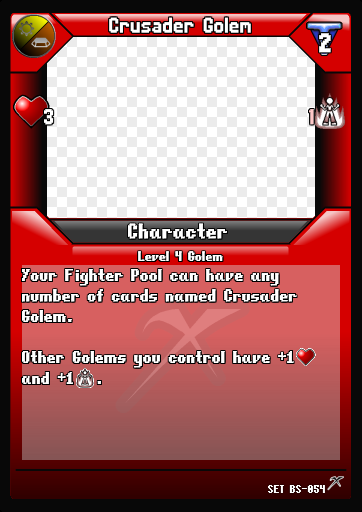 Crusader Golem
2
3
1
Character
Level 4 Golem
Your Fighter Pool can have any
number of cards named Crusader
Golem.
Other Golems you control have +1
and +1.
SET BS-054